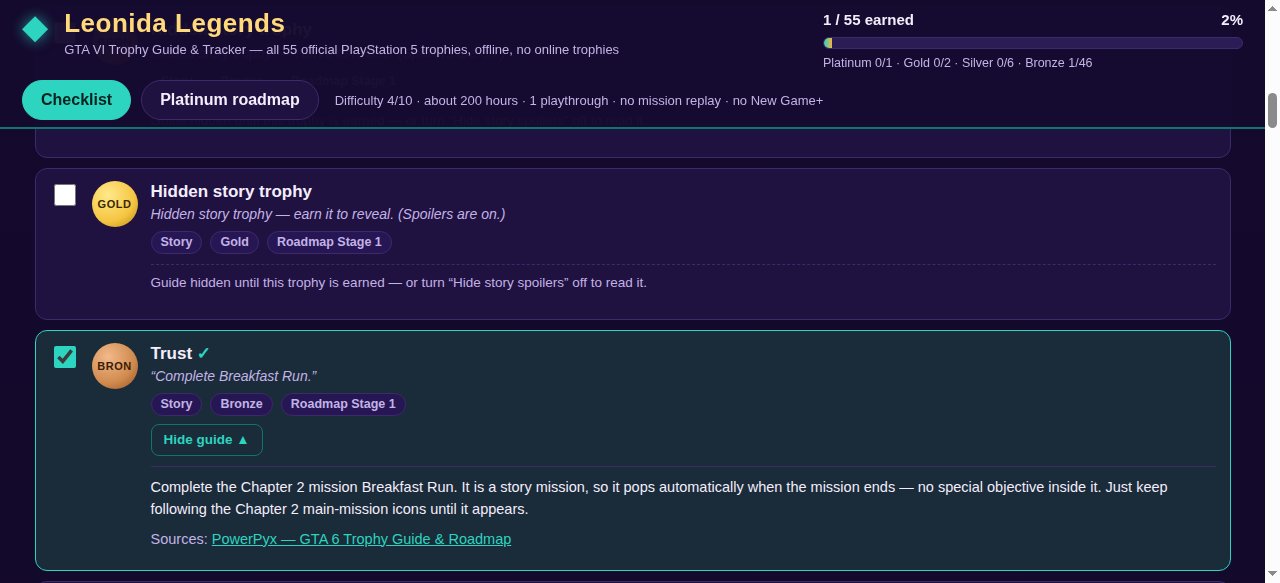 Leonida Legends
GTA VI Trophy Guide & Tracker — all 55 official PlayStation 5 trophies, offline, no online trophies
1 / 55 earned
2%
Platinum 0/1 · Gold 0/2 · Silver 0/6 · Bronze 1/46
Checklist
Platinum roadmap
Difficulty 4/10 · about 200 hours · 1 playthrough · no mission replay · no New Game+
GOLD
Hidden story trophy
Hidden story trophy — earn it to reveal. (Spoilers are on.)
Story
Gold
Roadmap Stage 1
Guide hidden until this trophy is earned — or turn “Hide story spoilers” off to read it.
BRON
Trust ✓
“Complete Breakfast Run.”
Story
Bronze
Roadmap Stage 1
Hide guide ▲
Complete the Chapter 2 mission Breakfast Run. It is a story mission, so it pops automatically when the mission ends — no special objective inside it. Just keep
following the Chapter 2 main-mission icons until it appears.
Sources: PowerPyx — GTA 6 Trophy Guide & Roadmap